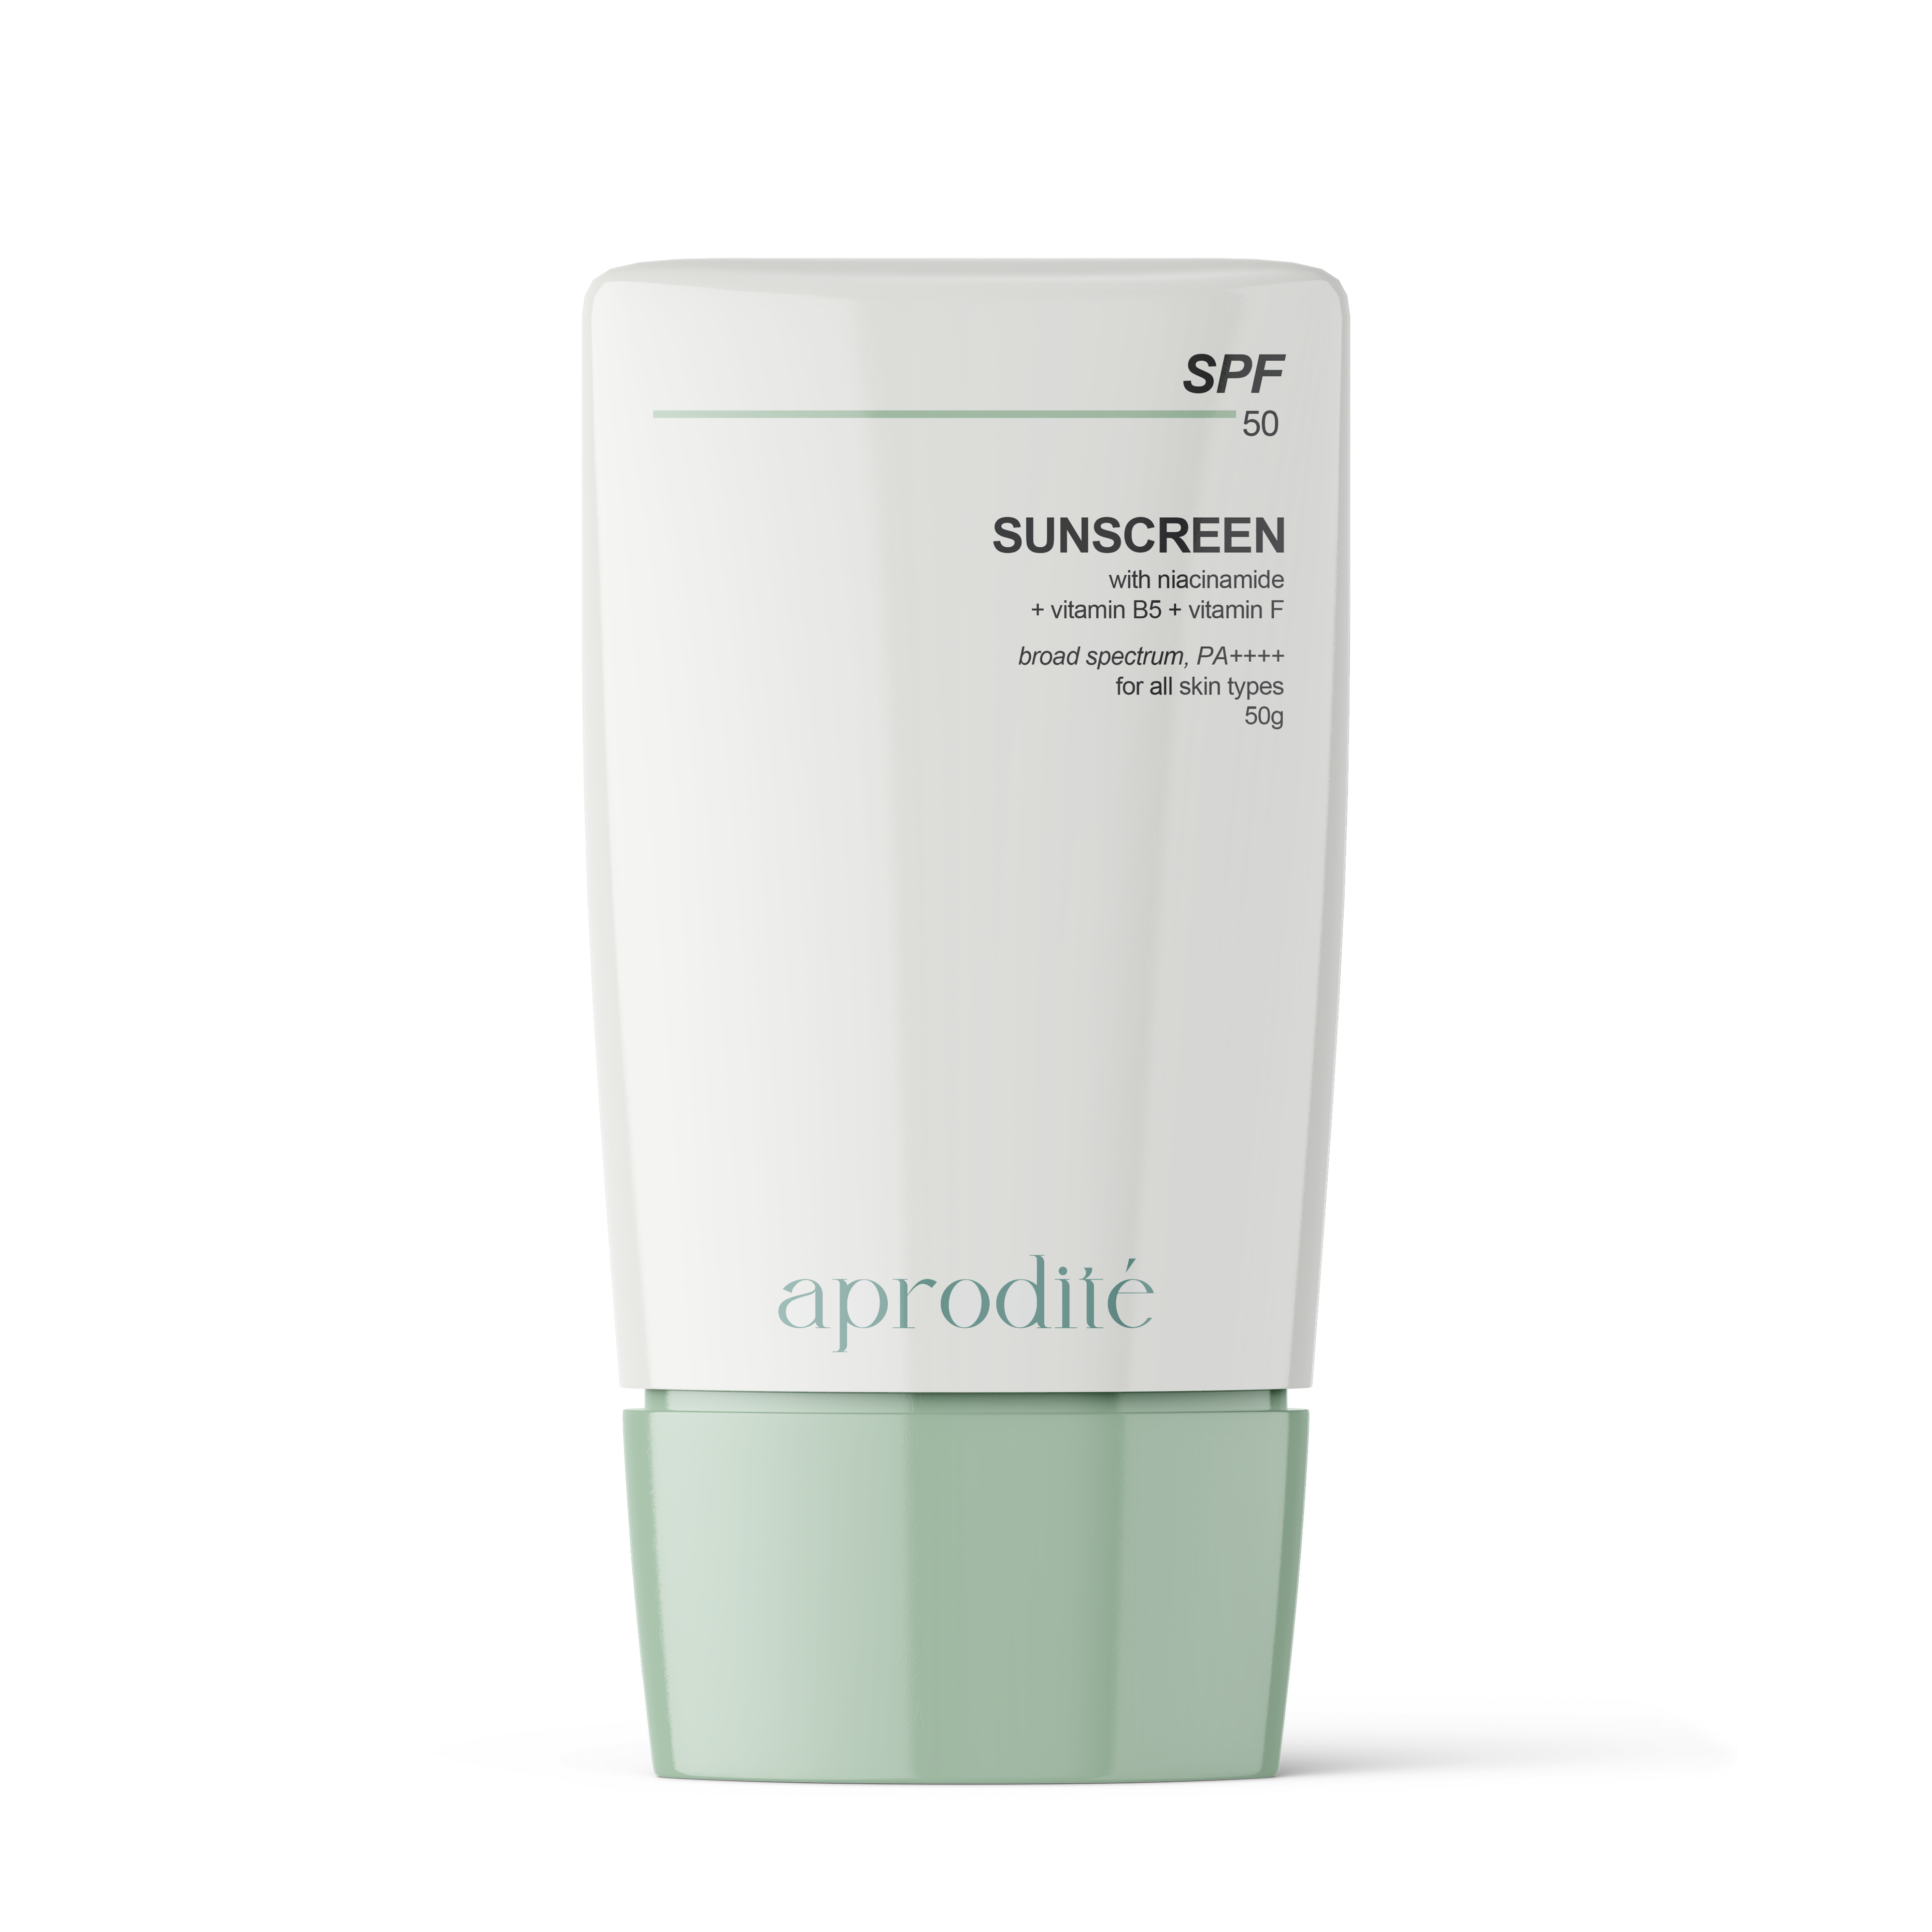 SPF
50
SUNSCREEN
with niacinamide
+ vitamin B5 + vitamin F
broad spectrum, PA++++
for all skin types
50g
aprodité